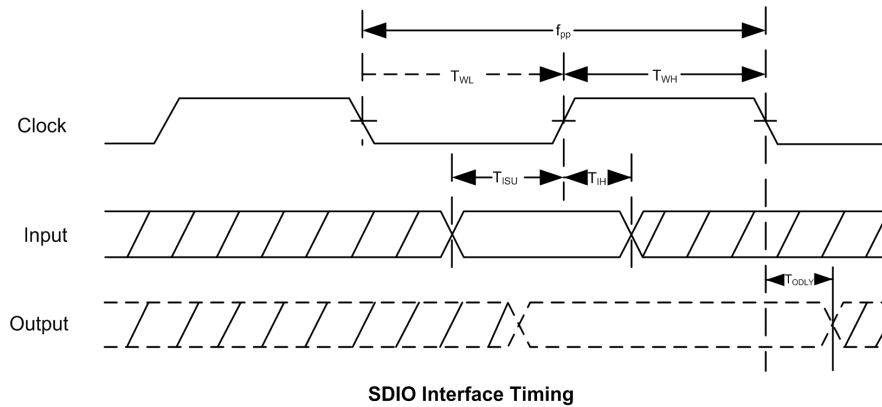 fpp
TWL
TWH
Clock
TISU
TIH
Input
TODLY
Output
SDIO Interface Timing